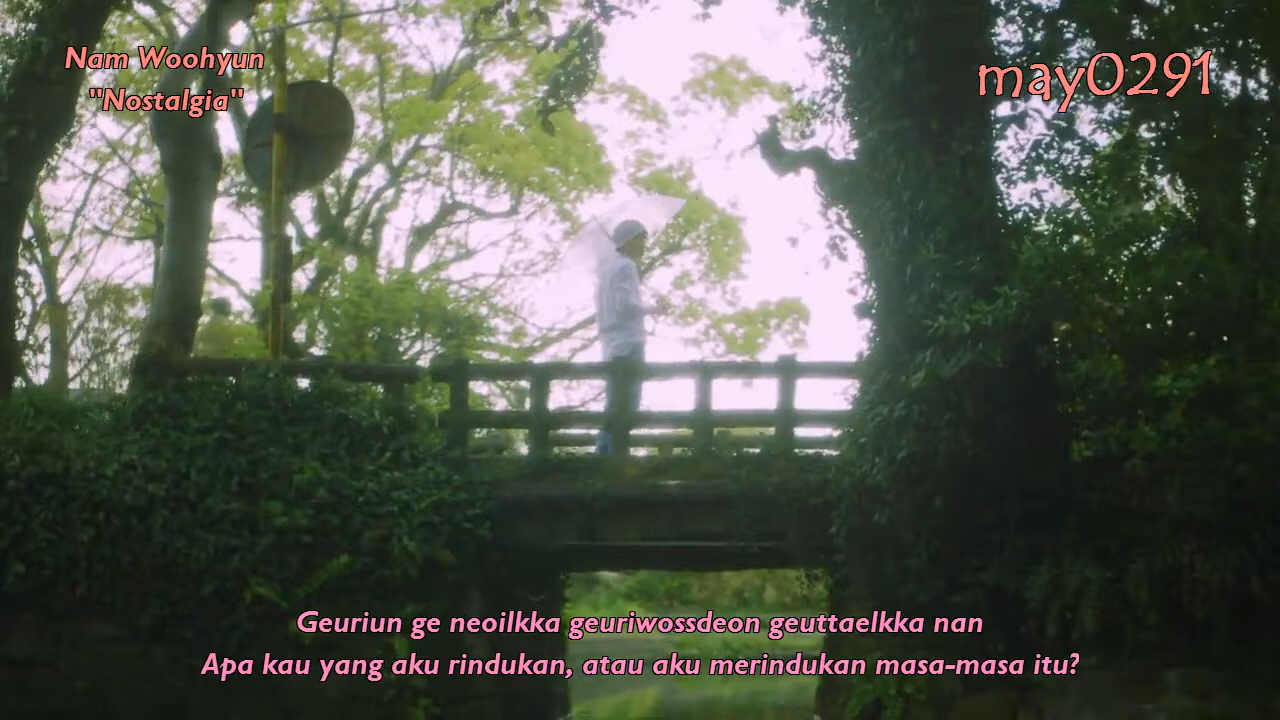 Nam Woohyun
"Nostalgia"
may0291
Geuriun ge neoilkka geuriwossdeon geuttaelkka nan
Apa kau yang aku rindukan, atau aku merindukan masa-masa itu?